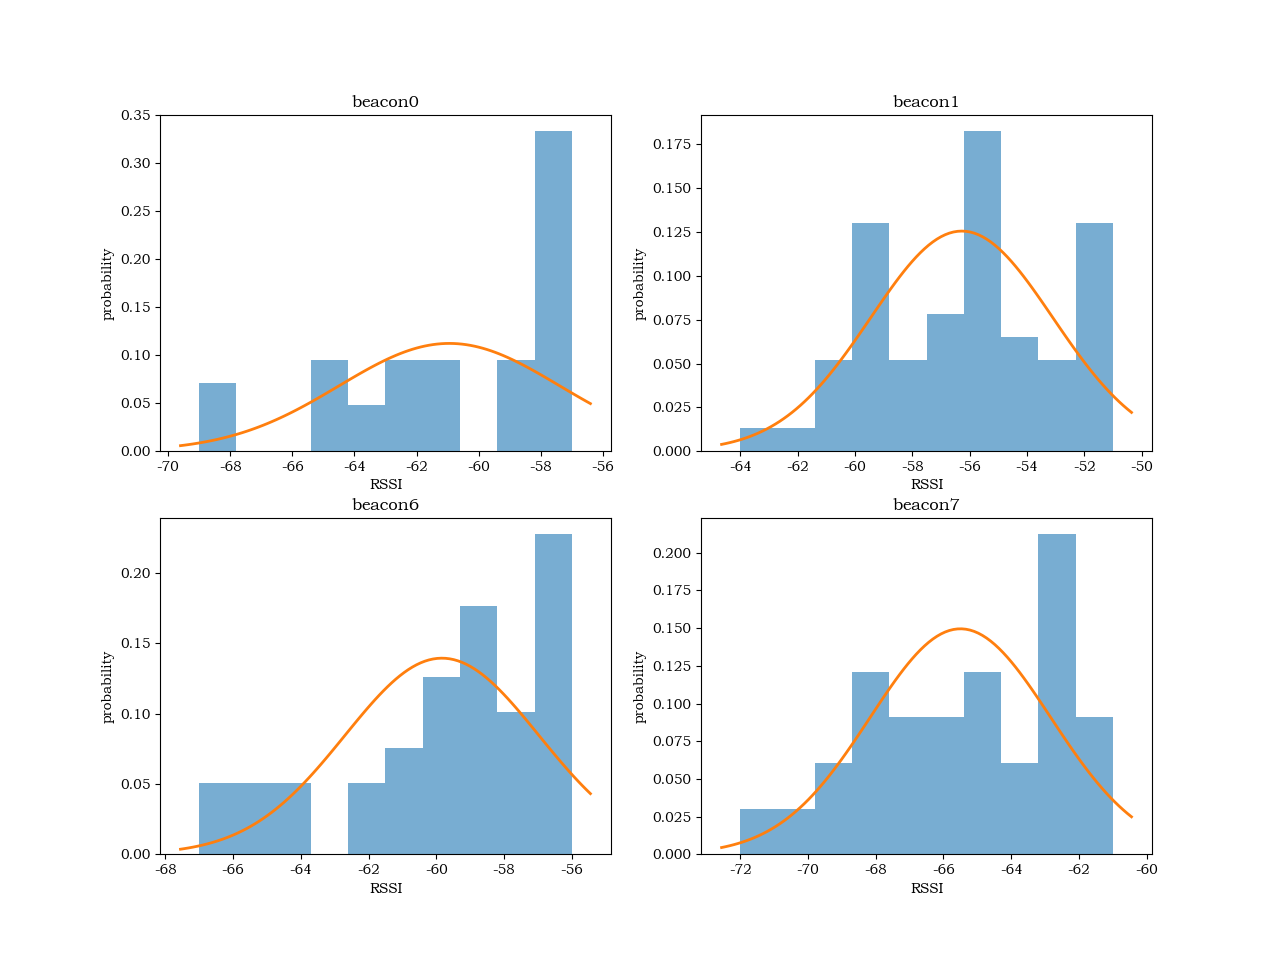 beacon0
0.35
0.30
0.25
0.20
0.15
0.10
0.05
0.00
probability
-70 -68 -66 -64 -62 -60 -58 -56
RSSI
beacon1
0.175
0.150
0.125
0.100
0.075
0.050
0.025
0.000
probability
-64 -62 -60 -58 -56 -54 -52 -50
RSSI
beacon6
0.20
0.15
0.10
0.05
0.00
probability
-68 -66 -64 -62 -60 -58 -56
RSSI
beacon7
0.200
0.175
0.150
0.125
0.100
0.075
0.050
0.025
0.000
probability
-72 -70 -68 -66 -64 -62 -60
RSSI